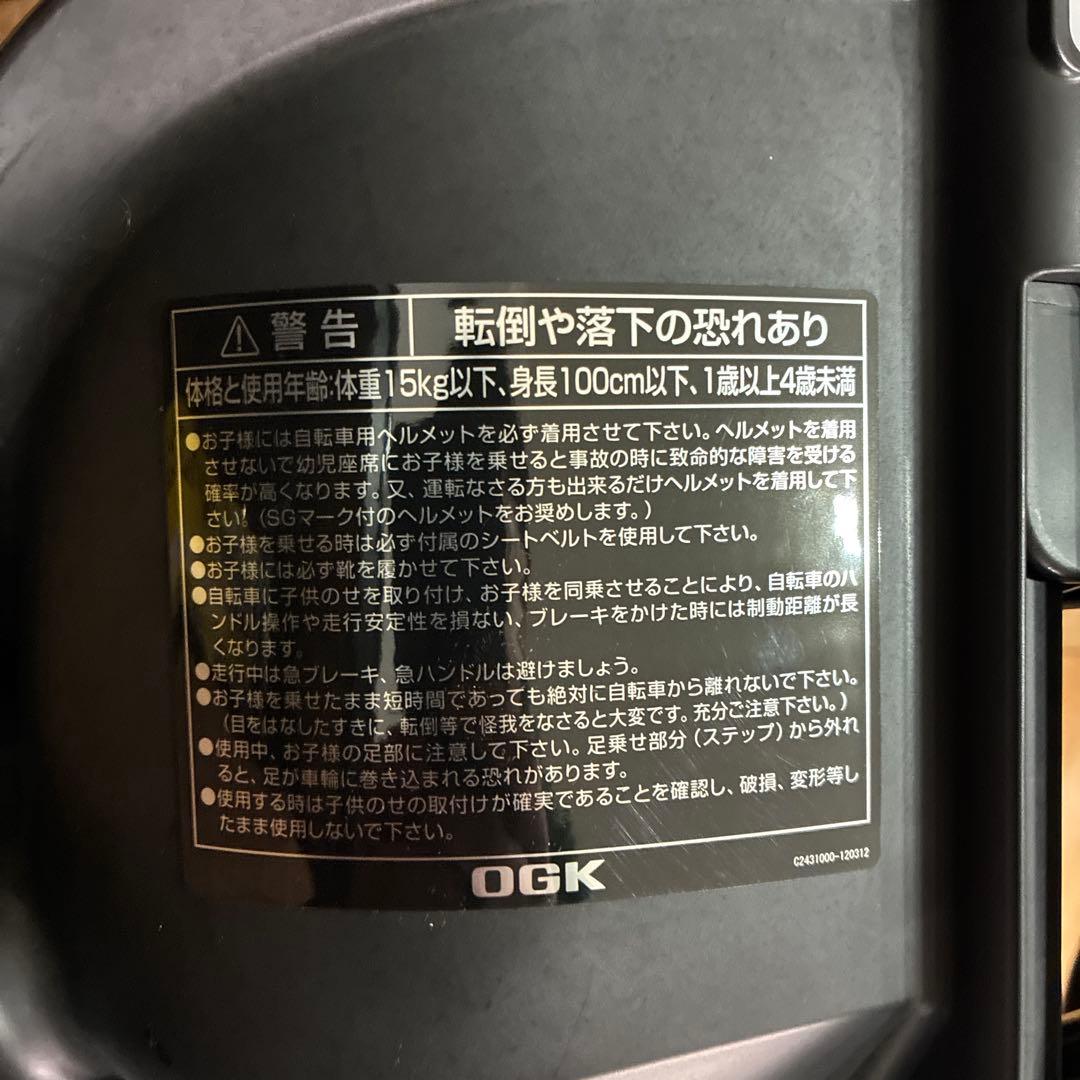 ⚠ 警告 転倒や落下の恐れあり
体格と使用年齢:体重15kg以下、身長100cm以下、1歳以上4歳未満
●お子様には自転車用ヘルメットを必ず着用させて下さい。ヘルメットを着用
させないで幼児座席にお子様を乗せると事故の時に致命的な障害を受ける
確率が高くなります。又、運転なさる方も出来るだけヘルメットを着用して下
さい。(SGマーク付のヘルメットをお奨めします。)
●お子様を乗せる時は必ず付属のシートベルトを使用して下さい。
●お子様には必ず靴を履かせて下さい。
●自転車に子供のせを取り付け、お子様を同乗させることにより、自転車のハ
ンドル操作や走行安定性を損ない、ブレーキをかけた時には制動距離が長
くなります。
●走行中は急ブレーキ、急ハンドルは避けましょう。
●お子様を乗せたまま短時間であっても絶対に自転車から離れないで下さい。
(目をはなしたすきに、転倒等で怪我をなさると大変です。充分ご注意下さい。)
●使用中、お子様の足部に注意して下さい。足乗せ部分(ステップ)から外れ
ると、足が車輪に巻き込まれる恐れがあります。
●使用する時は子供のせの取付けが確実であることを確認し、破損、変形等し
たまま使用しないで下さい。
C2431000-120312
OGK